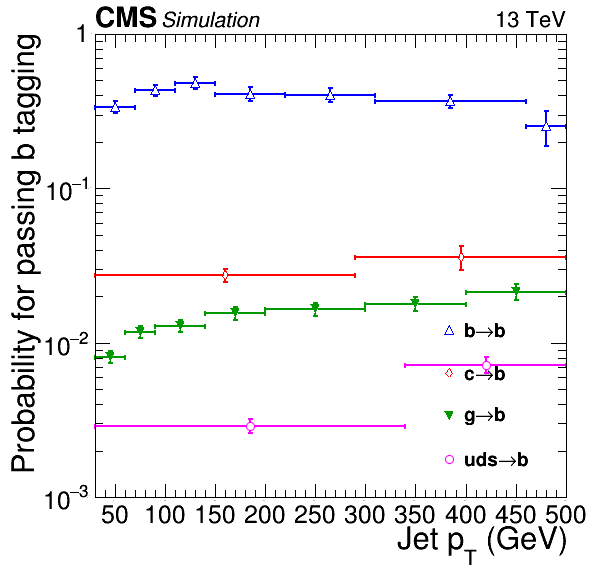 CMS Simulation 13 TeV
Probability for passing b tagging
1
10⁻¹
10⁻²
10⁻³
b→b
c→b
g→b
uds→b
50 100 150 200 250 300 350 400 450 500
Jet p_T (GeV)